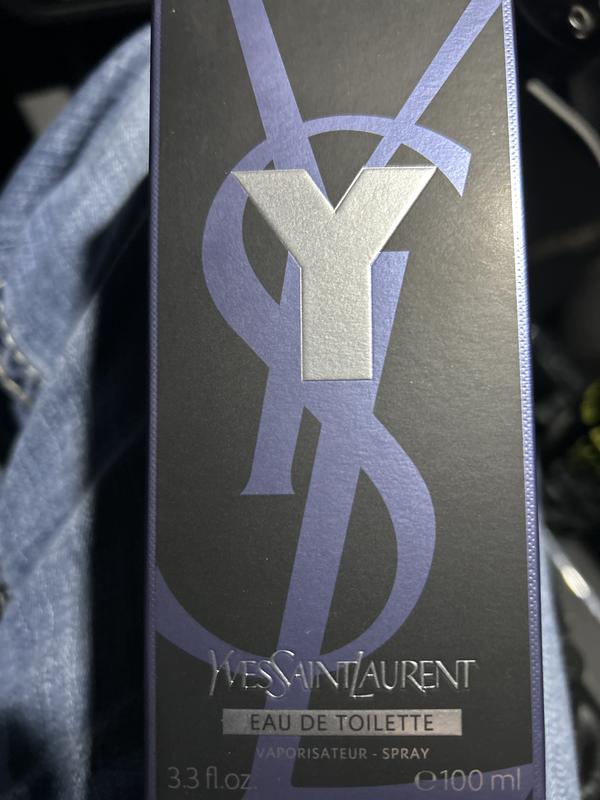 YSL
Y
YVESSAINTLAURENT
EAU DE TOILETTE
VAPORISATEUR - SPRAY
3.3 fl.oz. ℮100 ml